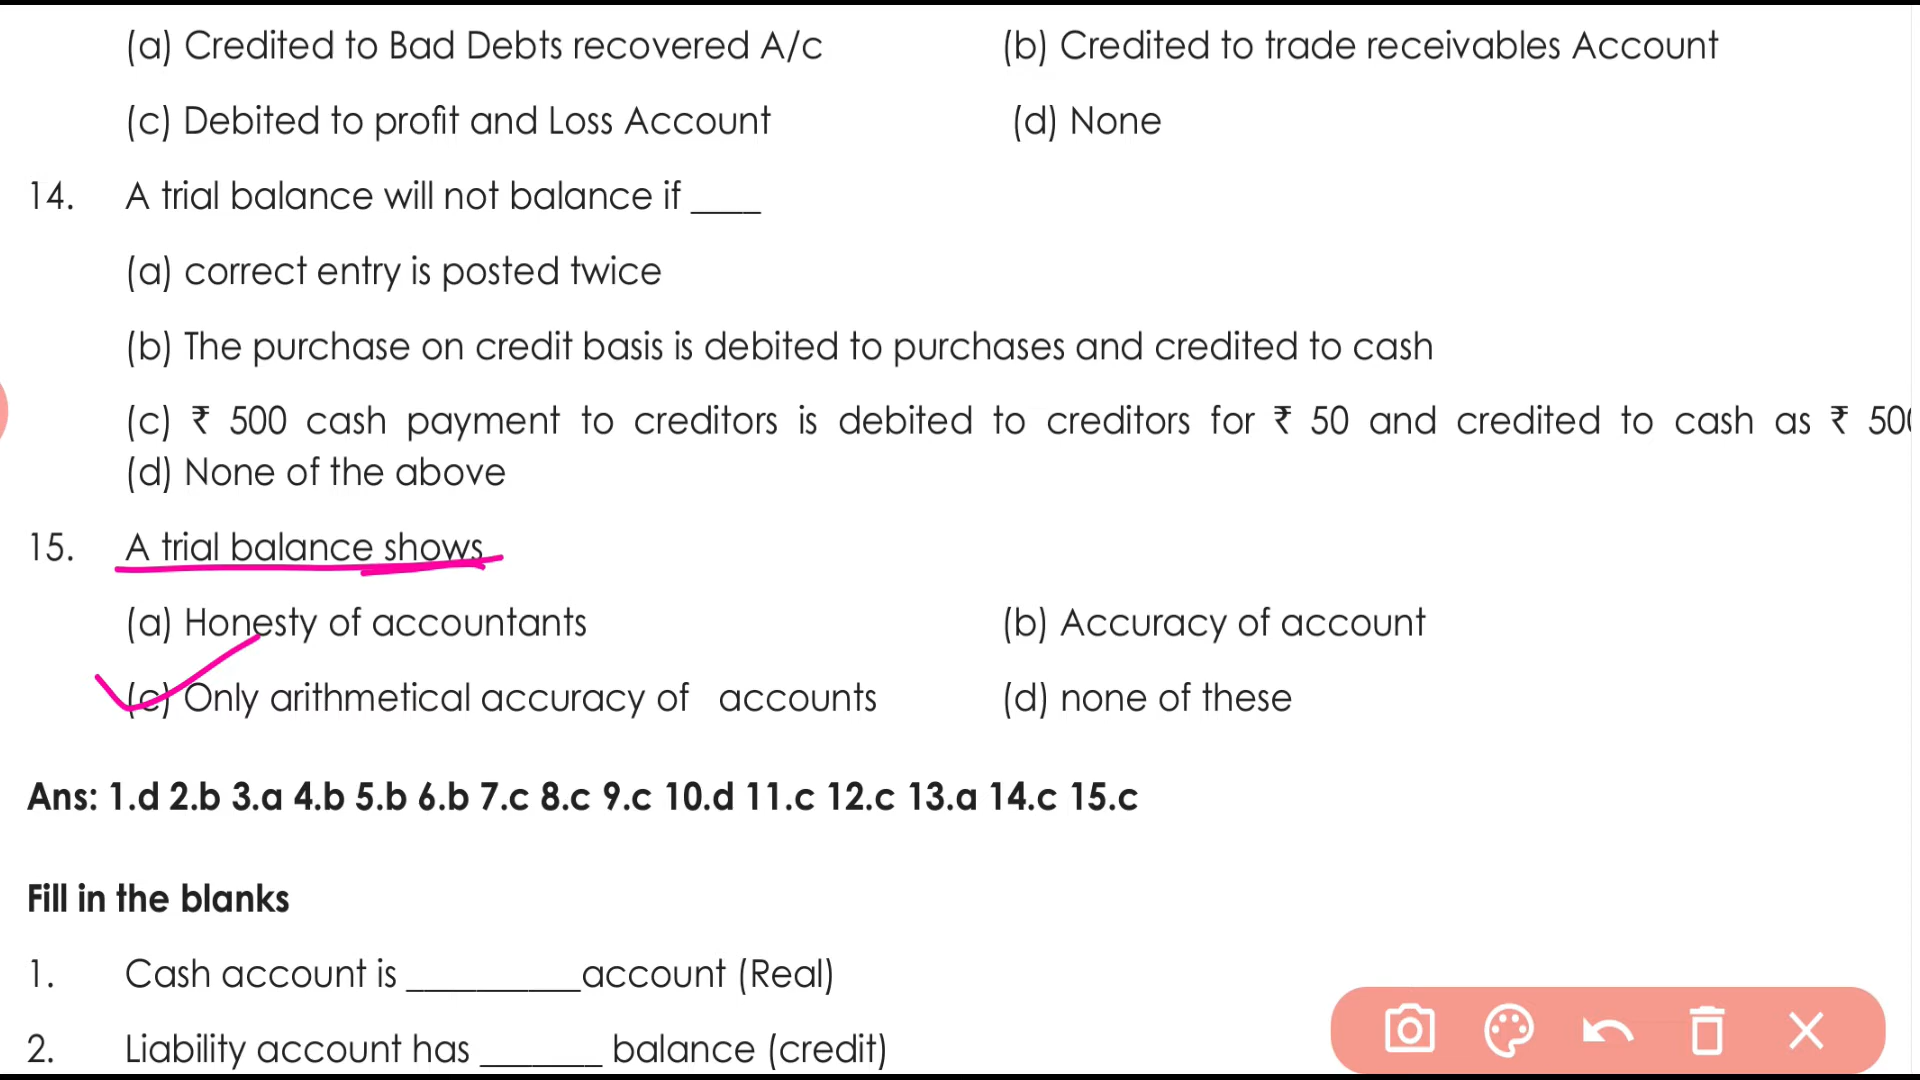 (a) Credited to Bad Debts recovered A/c (b) Credited to trade receivables Account
(c) Debited to profit and Loss Account (d) None
14. A trial balance will not balance if ____
(a) correct entry is posted twice
(b) The purchase on credit basis is debited to purchases and credited to cash
(c) ₹ 500 cash payment to creditors is debited to creditors for ₹ 50 and credited to cash as ₹
(d) None of the above
15. A trial balance shows
(a) Honesty of accountants (b) Accuracy of account
(c) Only arithmetical accuracy of accounts (d) none of these
Ans: 1.d 2.b 3.a 4.b 5.b 6.b 7.c 8.c 9.c 10.d 11.c 12.c 13.a 14.c 15.c
Fill in the blanks
1. Cash account is __________account (Real)
2. Liability account has _______ balance (credit)